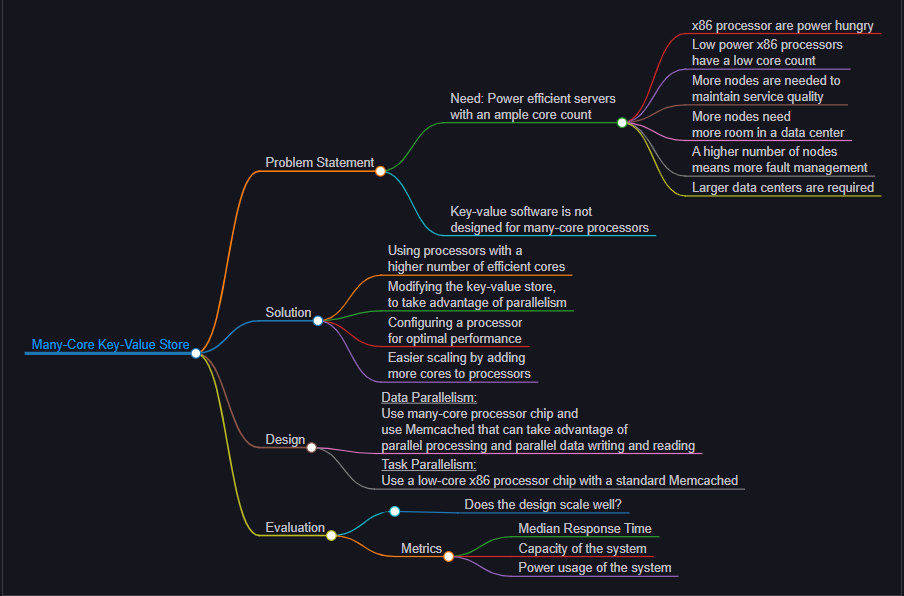 Many-Core Key-Value Store
Problem Statement
Need: Power efficient servers
with an ample core count
x86 processor are power hungry
Low power x86 processors
have a low core count
More nodes are needed to
maintain service quality
More nodes need
more room in a data center
A higher number of nodes
means more fault management
Larger data centers are required
Key-value software is not
designed for many-core processors
Solution
Using processors with a
higher number of efficient cores
Modifying the key-value store,
to take advantage of parallelism
Configuring a processor
for optimal performance
Easier scaling by adding
more cores to processors
Design
Data Parallelism:
Use many-core processor chip and
use Memcached that can take advantage of
parallel processing and parallel data writing and reading
Task Parallelism:
Use a low-core x86 processor chip with a standard Memcached
Evaluation
Does the design scale well?
Metrics
Median Response Time
Capacity of the system
Power usage of the system